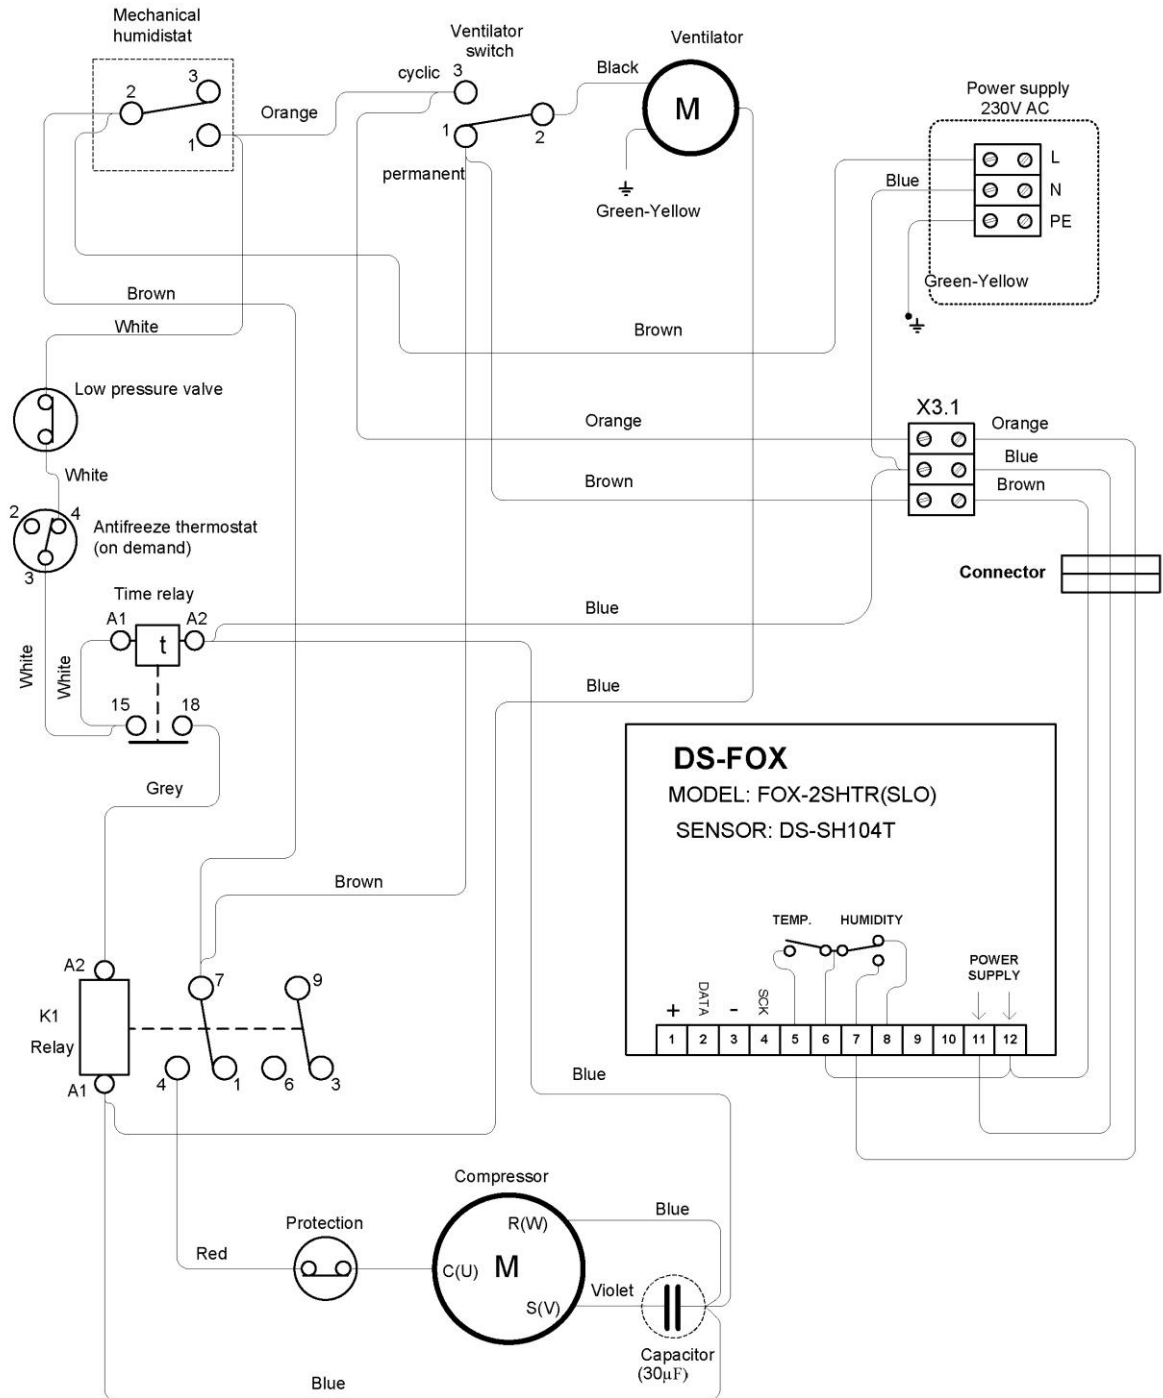 Mechanical
humidistat
2
3
1
Orange
Ventilator
switch
cyclic
3
1
2
permanent
Black
Ventilator
M
Green-Yellow
Power supply
230V AC
L
N
PE
Blue
Green-Yellow
Brown
White
Brown
Low pressure valve
White
2
4
3
Antifreeze thermostat
(on demand)
Orange
Brown
X3.1
Orange
Blue
Brown
Connector
Time relay
A1
A2
t
White
White
15
18
Blue
Blue
Grey
Brown
DS-FOX
MODEL: FOX-2SHTR(SLO)
SENSOR: DS-SH104T
TEMP.
HUMIDITY
POWER
SUPPLY
+
DATA
-
SCK
1 2 3 4 5 6 7 8 9 10 11 12
A2
K1
Relay
A1
7
9
4
1
6
3
Blue
Compressor
R(W)
C(U)
M
S(V)
Protection
Red
Blue
Violet
Capacitor
(30µF)
Blue